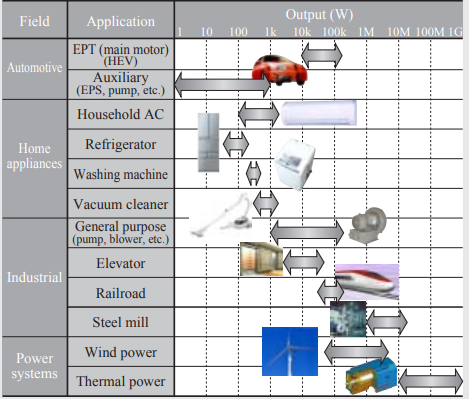 Field
Application
Output (W)
1 10 100 1k 10k 100k 1M 10M 100M 1G
Automotive
EPT (main motor)
(HEV)
Auxiliary
(EPS, pump, etc.)
Home
appliances
Household AC
Refrigerator
Washing machine
Vacuum cleaner
Industrial
General purpose
(pump, blower, etc.)
Elevator
Railroad
Steel mill
Power
systems
Wind power
Thermal power